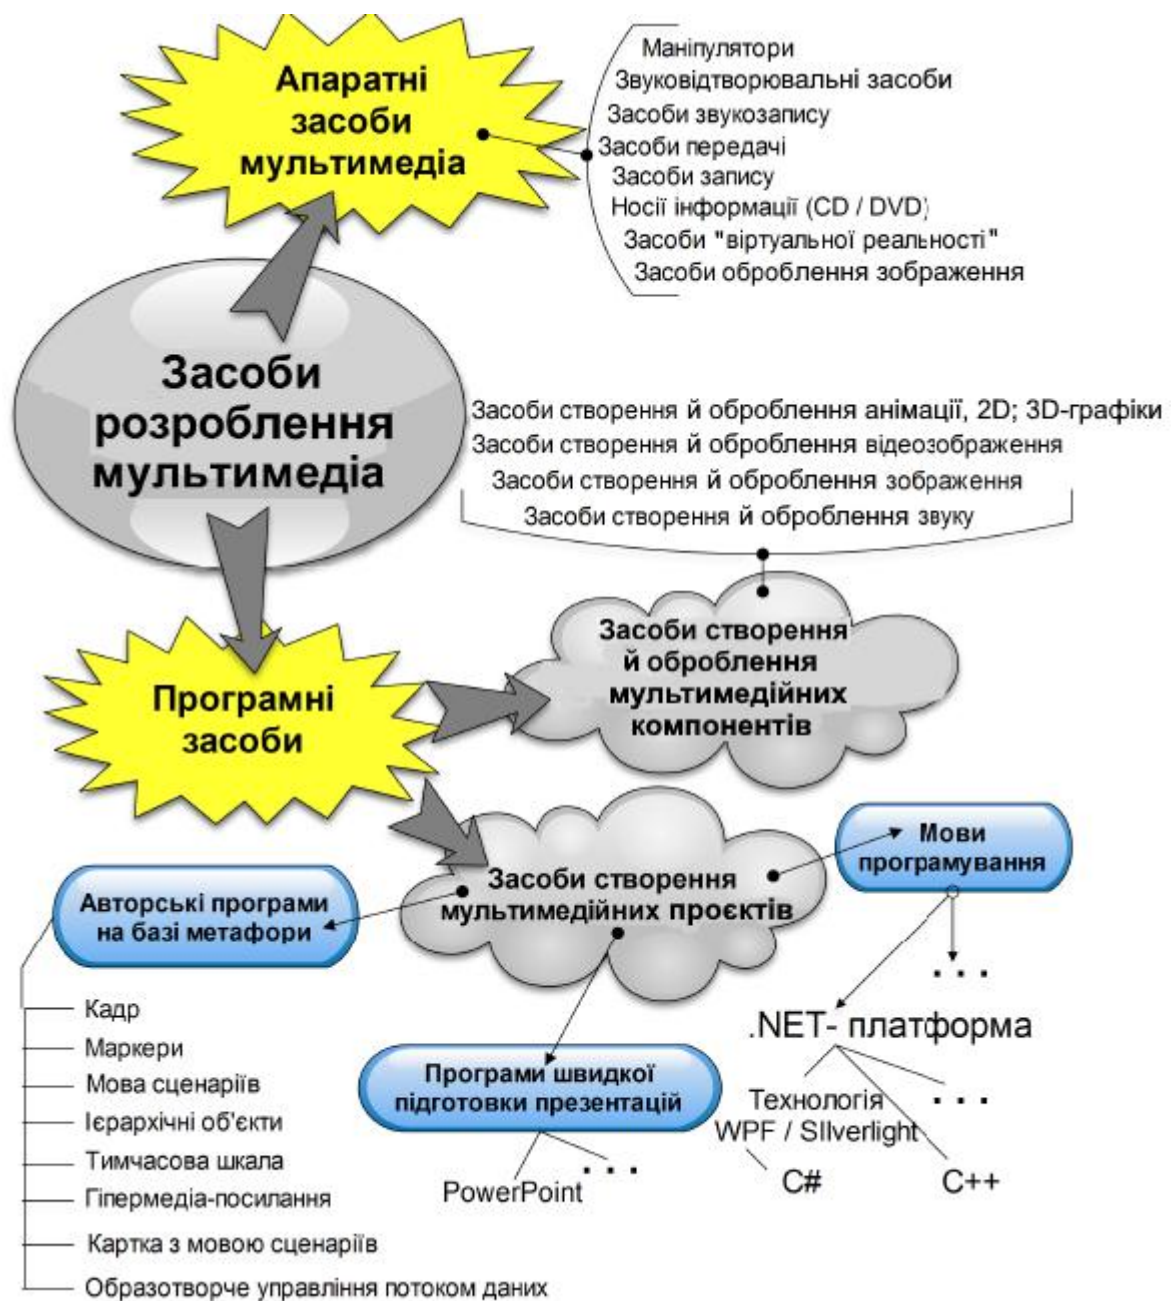 Апаратні
засоби
мультимедіа
Маніпулятори
Звуковідтворювальні засоби
Засоби звукозапису
Засоби передачі
Засоби запису
Носії інформації (CD / DVD)
Засоби "віртуальної реальності"
Засоби оброблення зображення
Засоби
розроблення
мультимедіа
Засоби створення й оброблення анімації, 2D; 3D-графіки
Засоби створення й оброблення відеозображення
Засоби створення й оброблення зображення
Засоби створення й оброблення звуку
Засоби створення
й оброблення
мультимедійних
компонентів
Програмні
засоби
Засоби створення
мультимедійних проєктів
Мови
програмування
. . .
.NET- платформа
Технологія
WPF / SIlverlight
. . .
C#
C++
Авторські програми
на базі метафори
Кадр
Маркери
Мова сценаріїв
Ієрархічні об'єкти
Тимчасова шкала
Гіпермедіа-посилання
Картка з мовою сценаріїв
Образотворче управління потоком даних
Програми швидкої
підготовки презентацій
PowerPoint
. . .